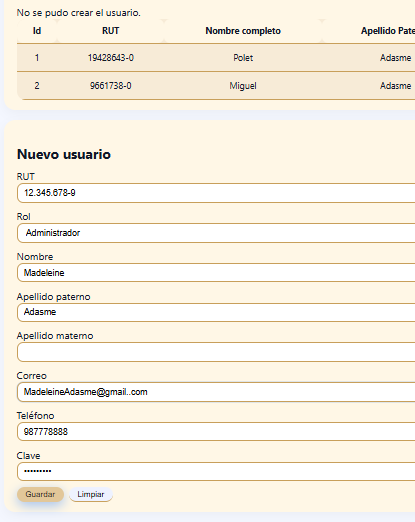 No se pudo crear el usuario.
Id RUT Nombre completo Apellido Pate
1 19428643-0 Polet Adasme
2 9661738-0 Miguel Adasme
Nuevo usuario
RUT
12.345.678-9
Rol
Administrador
Nombre
Madeleine
Apellido paterno
Adasme
Apellido materno
Correo
MadeleineAdasme@gmail..com
Teléfono
987778888
Clave
•••••••••
Guardar Limpiar